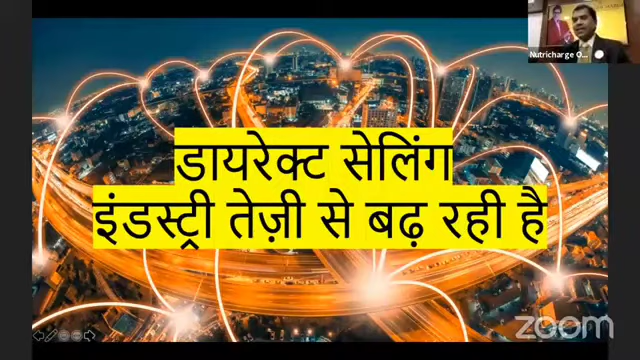 Nutricharge O...
डायरेक्ट सेलिंग
इंडस्ट्री तेज़ी से बढ़ रही है
zoom